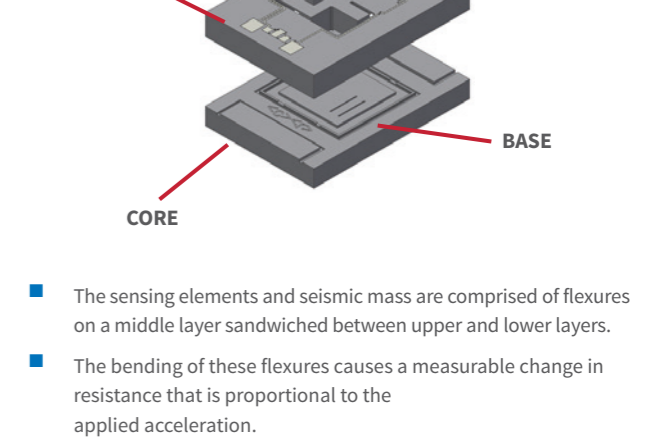 BASE
CORE
The sensing elements and seismic mass are comprised of flexures
on a middle layer sandwiched between upper and lower layers.
The bending of these flexures causes a measurable change in
resistance that is proportional to the
applied acceleration.